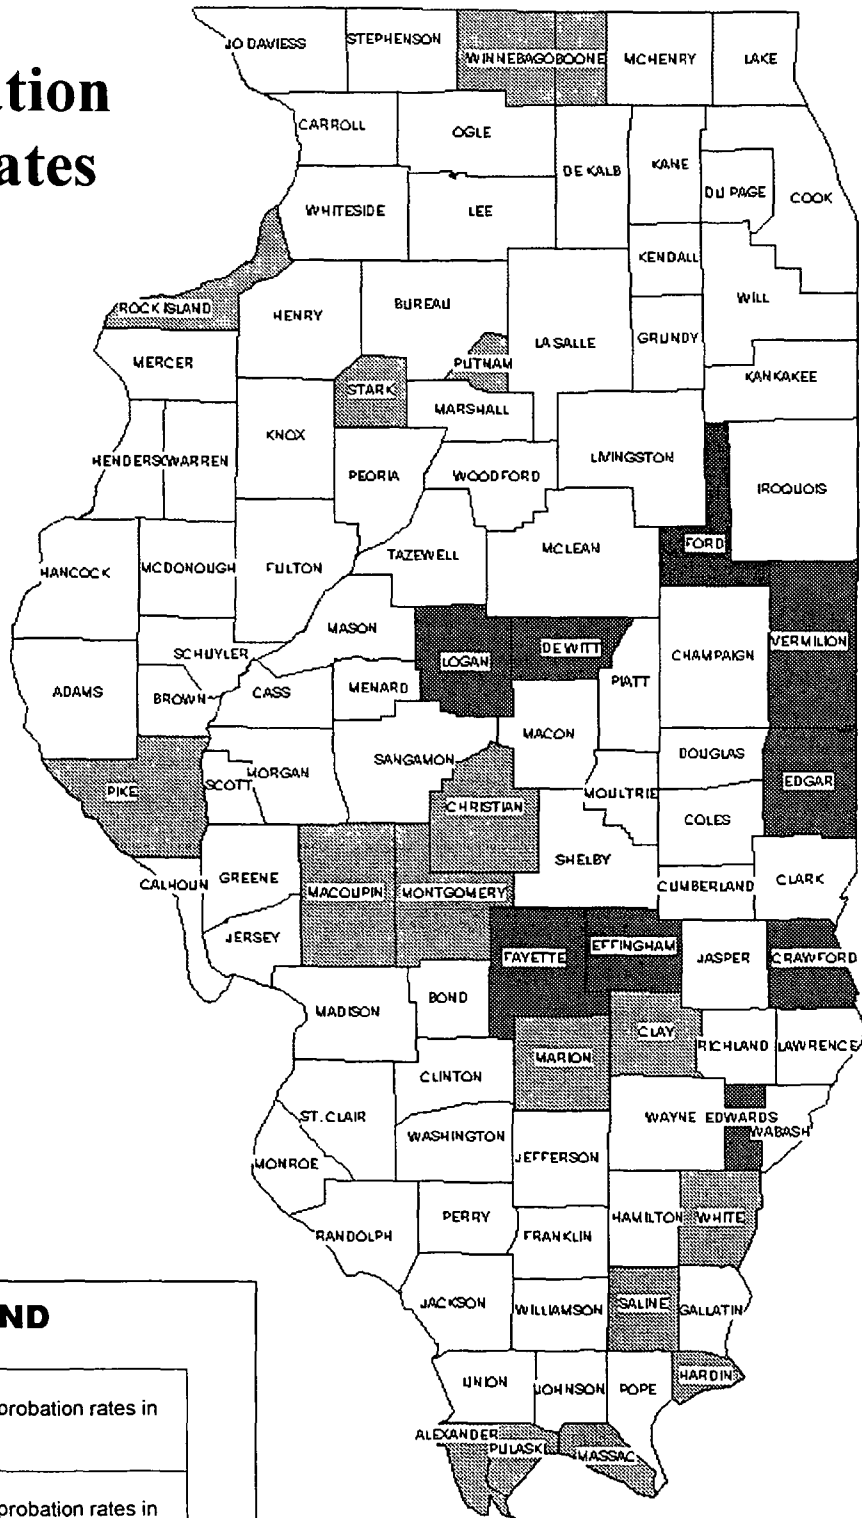 ation
ates
JO DAVIESS
STEPHENSON
WINNEBAGO
BOONE
MCHENRY
LAKE
CARROLL
OGLE
DE KALB
KANE
DU PAGE
COOK
WHITESIDE
LEE
KENDALL
ROCK ISLAND
HENRY
BUREAU
LA SALLE
GRUNDY
WILL
MERCER
STARK
PUTNAM
KANKAKEE
MARSHALL
HENDERSO
WARREN
KNOX
PEORIA
WOODFORD
LIVINGSTON
IROQUOIS
HANCOCK
MCDONOUGH
FULTON
TAZEWELL
MCLEAN
FORD
SCHUYLER
MASON
LOGAN
DE WITT
CHAMPAIGN
VERMILION
ADAMS
BROWN
CASS
MENARD
PIATT
MACON
DOUGLAS
EDGAR
PIKE
SCOTT
MORGAN
SANGAMON
CHRISTIAN
MOULTRIE
COLES
SHELBY
CALHOUN
GREENE
MACOUPIN
MONTGOMERY
CUMBERLAND
CLARK
JERSEY
FAYETTE
EFFINGHAM
JASPER
CRAWFORD
MADISON
BOND
CLAY
RICHLAND
LAWRENCE
CLINTON
MARION
ST. CLAIR
WASHINGTON
JEFFERSON
WAYNE
EDWARDS
WABASH
MONROE
RANDOLPH
PERRY
FRANKLIN
HAMILTON
WHITE
JACKSON
WILLIAMSON
SALINE
GALLATIN
UNION
JOHNSON
POPE
HARDIN
ALEXANDER
PULASK
MASSAC
ND
probation rates in
probation rates in